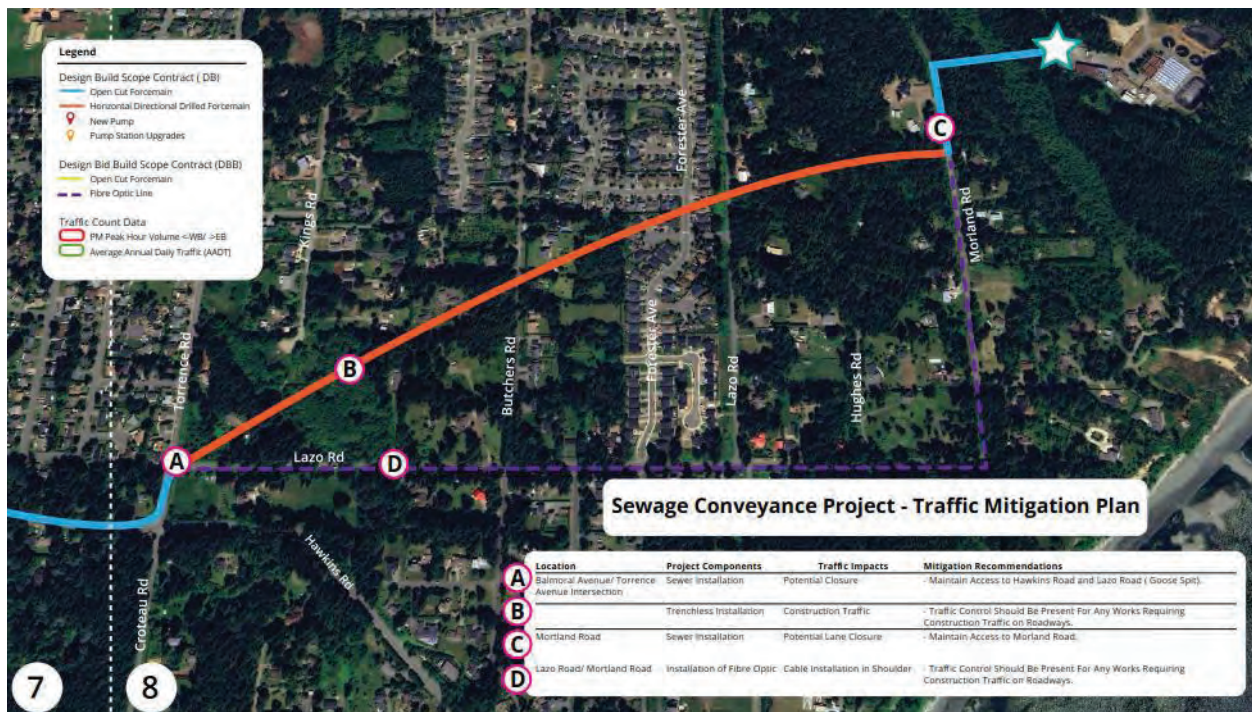 Legend
Design Build Scope Contract ( DB)
Open Cut Forcemain
Horizontal Directional Drilled Forcemain
New Pump
Pump Station Upgrades
Design Bid Build Scope Contract (DBB)
Open Cut Forcemain
Fibre Optic Line
Traffic Count Data
PM Peak Hour Volume <-WB/ ->EB
Average Annual Daily Traffic (AADT)
Kings Rd
Torrence Rd
Butchers Rd
Forester Ave
Forester Ave
Lazo Rd
Hughes Rd
Morland Rd
C
B
A
Lazo Rd
D
Hawkins Rd
Croteau Rd
7
8
Sewage Conveyance Project - Traffic Mitigation Plan
Location Project Components Traffic Impacts Mitigation Recommendations
A Balmoral Avenue/ Torrence Sewer Installation Potential Closure - Maintain Access to Hawkins Road and Lazo Road ( Goose Spit).
Avenue Intersection
B Trenchless Installation Construction Traffic - Traffic Control Should Be Present For Any Works Requiring
Construction Traffic on Roadways.
C Mortland Road Sewer Installation Potential Lane Closure - Maintain Access to Morland Road.
D Lazo Road/ Mortland Road Installation of Fibre Optic Cable Installation in Shoulder - Traffic Control Should Be Present For Any Works Requiring
Construction Traffic on Roadways.